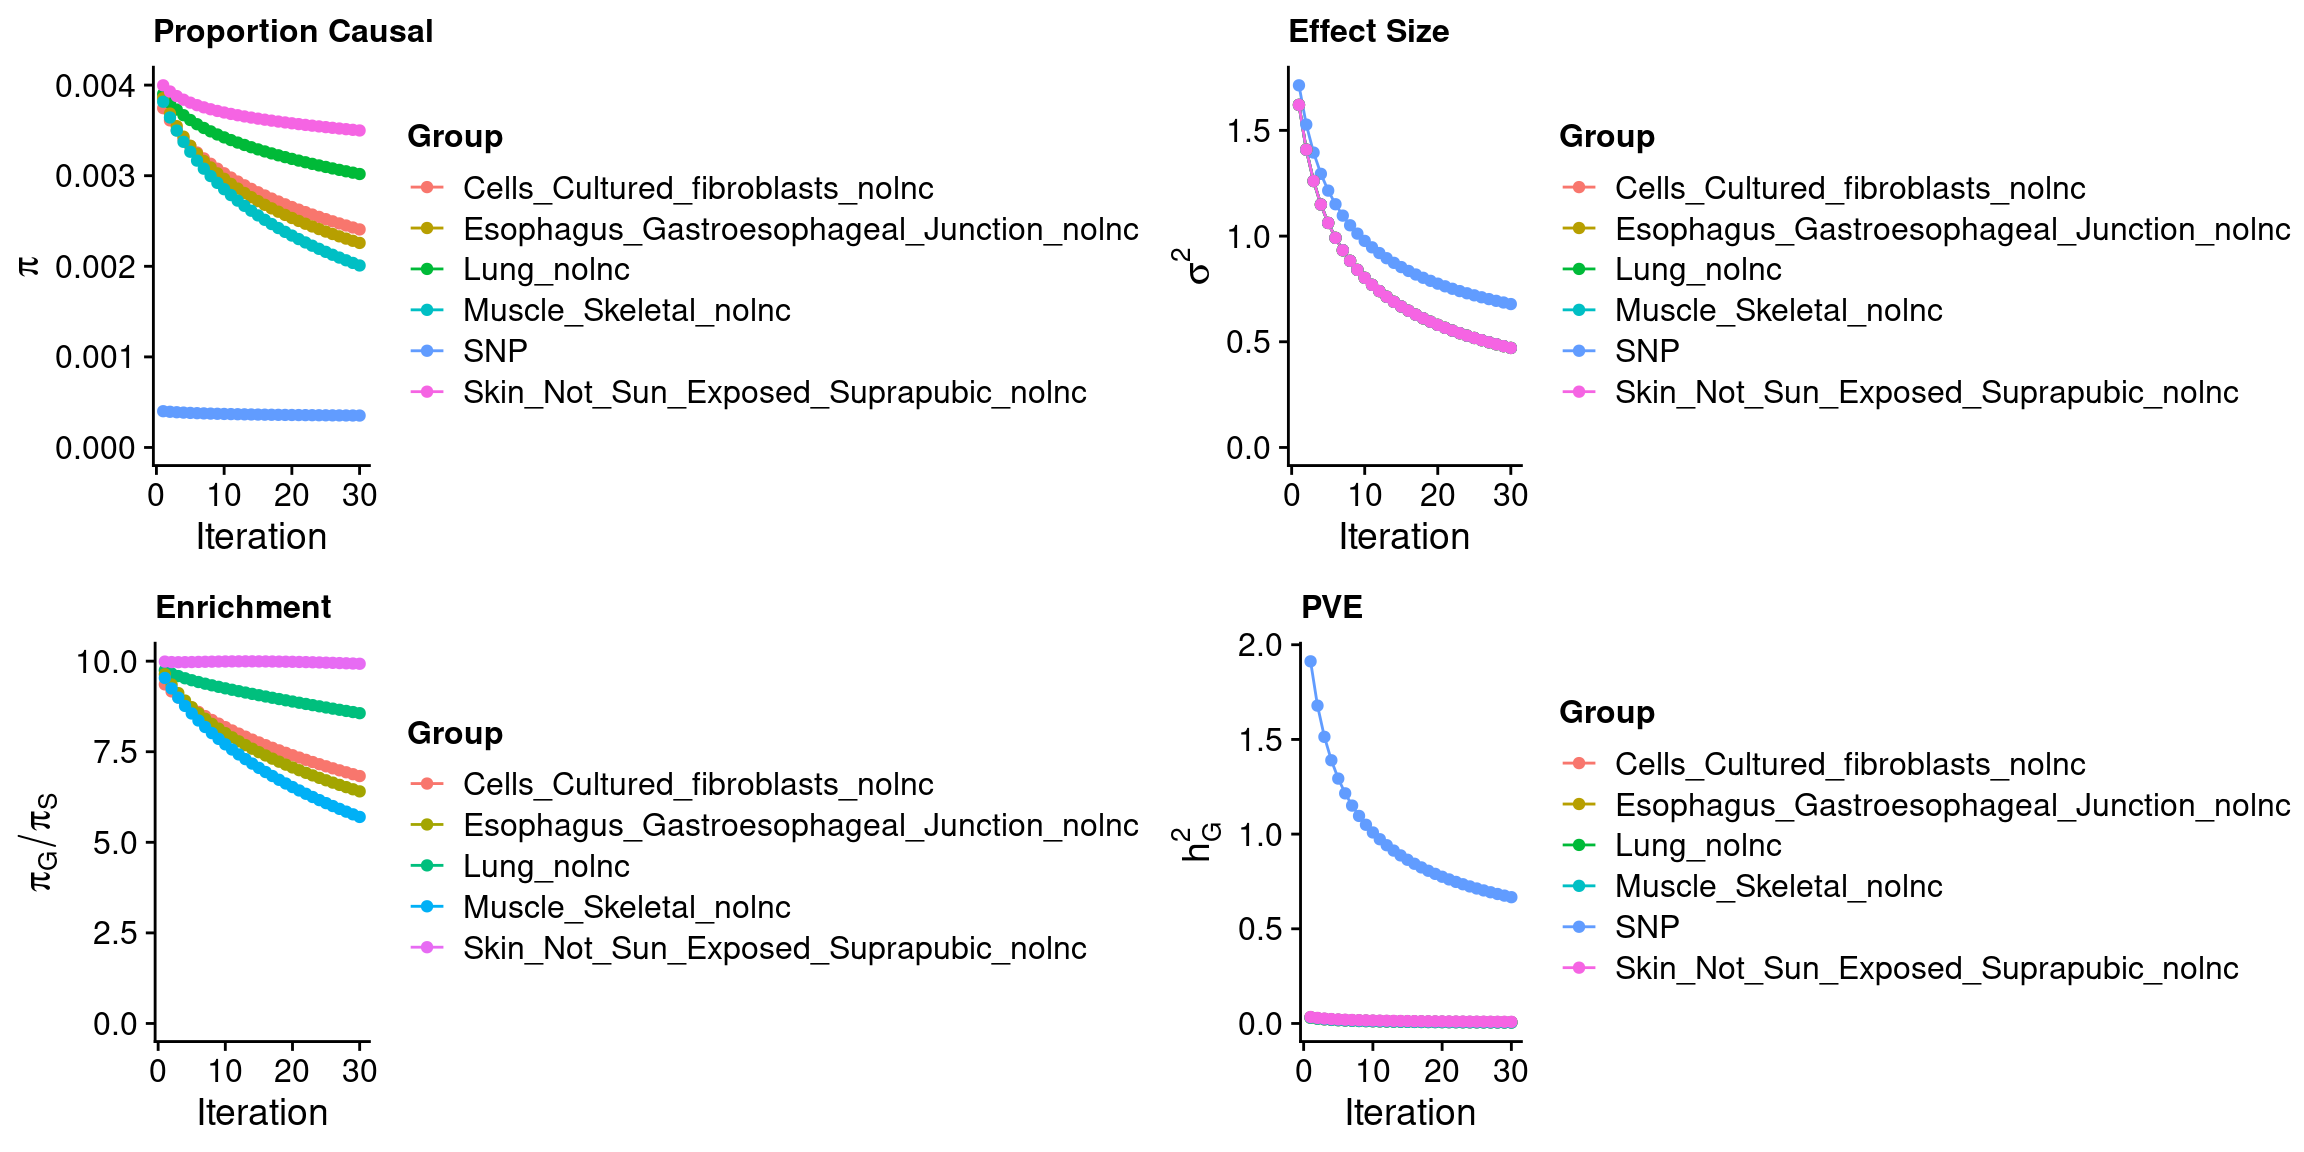 Proportion Causal
0.004
0.003
0.002
0.001
0.000
π
0 10 20 30
Iteration
Group
Cells_Cultured_fibroblasts_nolnc
Esophagus_Gastroesophageal_Junction_nolnc
Lung_nolnc
Muscle_Skeletal_nolnc
SNP
Skin_Not_Sun_Exposed_Suprapubic_nolnc
Effect Size
1.5
1.0
0.5
0.0
σ²
0 10 20 30
Iteration
Group
Cells_Cultured_fibroblasts_nolnc
Esophagus_Gastroesophageal_Junction_nolnc
Lung_nolnc
Muscle_Skeletal_nolnc
SNP
Skin_Not_Sun_Exposed_Suprapubic_nolnc
Enrichment
10.0
7.5
5.0
2.5
0.0
π_G/π_S
0 10 20 30
Iteration
Group
Cells_Cultured_fibroblasts_nolnc
Esophagus_Gastroesophageal_Junction_nolnc
Lung_nolnc
Muscle_Skeletal_nolnc
Skin_Not_Sun_Exposed_Suprapubic_nolnc
PVE
2.0
1.5
1.0
0.5
0.0
h²_G
0 10 20 30
Iteration
Group
Cells_Cultured_fibroblasts_nolnc
Esophagus_Gastroesophageal_Junction_nolnc
Lung_nolnc
Muscle_Skeletal_nolnc
SNP
Skin_Not_Sun_Exposed_Suprapubic_nolnc